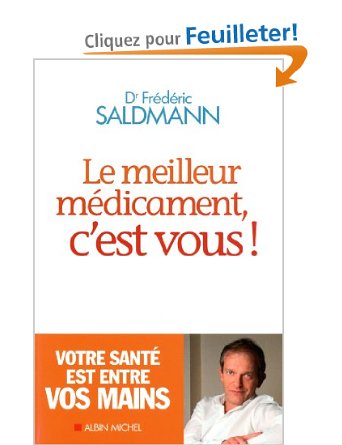 Cliquez pour Feuilleter!
Dr Frédéric
SALDMANN
Le meilleur
médicament,
c'est vous !
VOTRE SANTÉ
EST ENTRE
VOS MAINS
ALBIN MICHEL